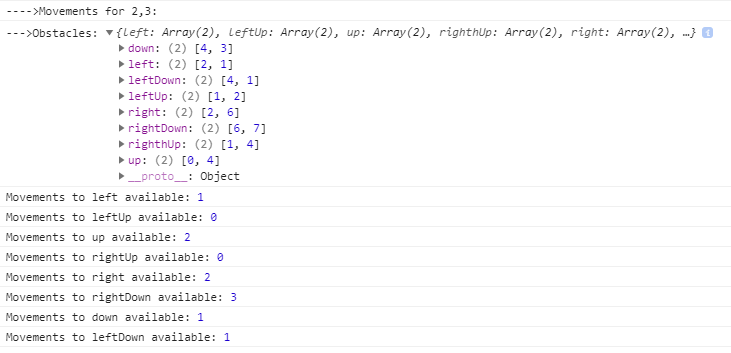 ---->Movements for 2,3:
--->Obstacles: ▼{left: Array(2), leftUp: Array(2), up: Array(2), righthUp: Array(2), right: Array(2), …} i
▶ down: (2) [4, 3]
▶ left: (2) [2, 1]
▶ leftDown: (2) [4, 1]
▶ leftUp: (2) [1, 2]
▶ right: (2) [2, 6]
▶ rightDown: (2) [6, 7]
▶ righthUp: (2) [1, 4]
▶ up: (2) [0, 4]
▶ __proto__: Object
Movements to left available: 1
Movements to leftUp available: 0
Movements to up available: 2
Movements to rightUp available: 0
Movements to right available: 2
Movements to rightDown available: 3
Movements to down available: 1
Movements to leftDown available: 1